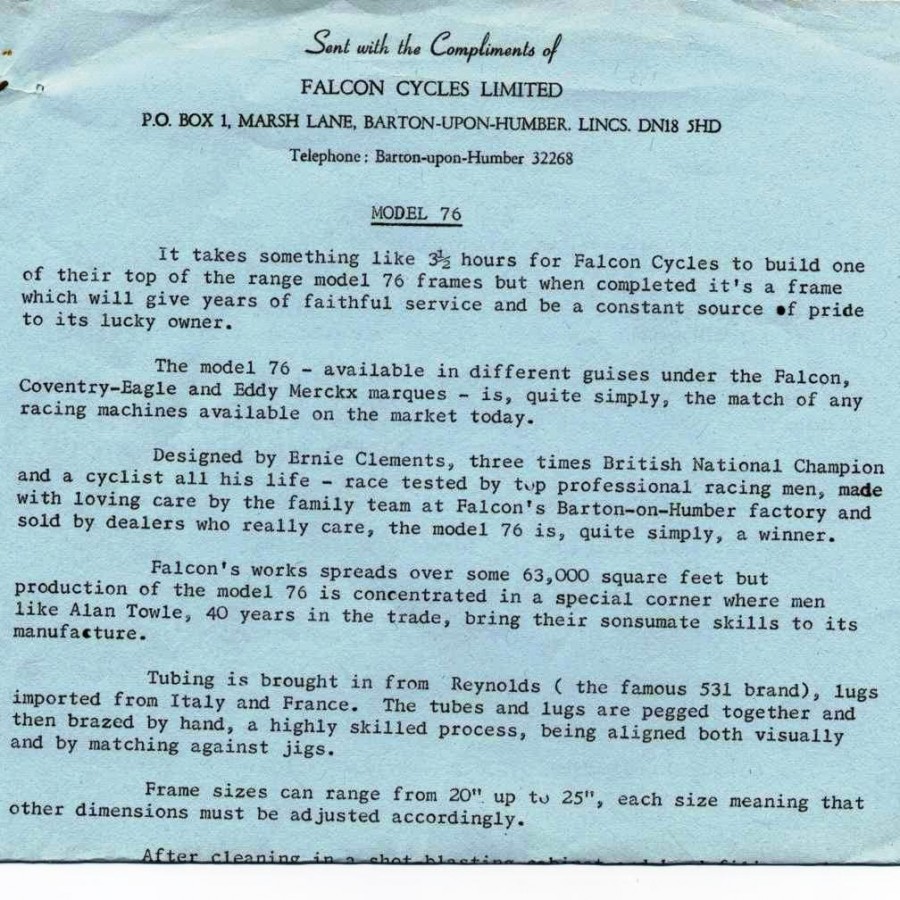 Sent with the Compliments of
FALCON CYCLES LIMITED
P.O. BOX 1, MARSH LANE, BARTON-UPON-HUMBER. LINCS. DN18 5HD
Telephone: Barton-upon-Humber 32268
MODEL 76
It takes something like 3½ hours for Falcon Cycles to build one
of their top of the range model 76 frames but when completed it's a frame
which will give years of faithful service and be a constant source of pride
to its lucky owner.
The model 76 - available in different guises under the Falcon,
Coventry-Eagle and Eddy Merckx marques - is, quite simply, the match of any
racing machines available on the market today.
Designed by Ernie Clements, three times British National Champion
and a cyclist all his life - race tested by top professional racing men, made
with loving care by the family team at Falcon's Barton-on-Humber factory and
sold by dealers who really care, the model 76 is, quite simply, a winner.
Falcon's works spreads over some 63,000 square feet but
production of the model 76 is concentrated in a special corner where men
like Alan Towle, 40 years in the trade, bring their sonsumate skills to its
manufacture.
Tubing is brought in from Reynolds ( the famous 531 brand), lugs
imported from Italy and France. The tubes and lugs are pegged together and
then brazed by hand, a highly skilled process, being aligned both visually
and by matching against jigs.
Frame sizes can range from 20" up to 25", each size meaning that
other dimensions must be adjusted accordingly.
After cleaning in a shot blasting